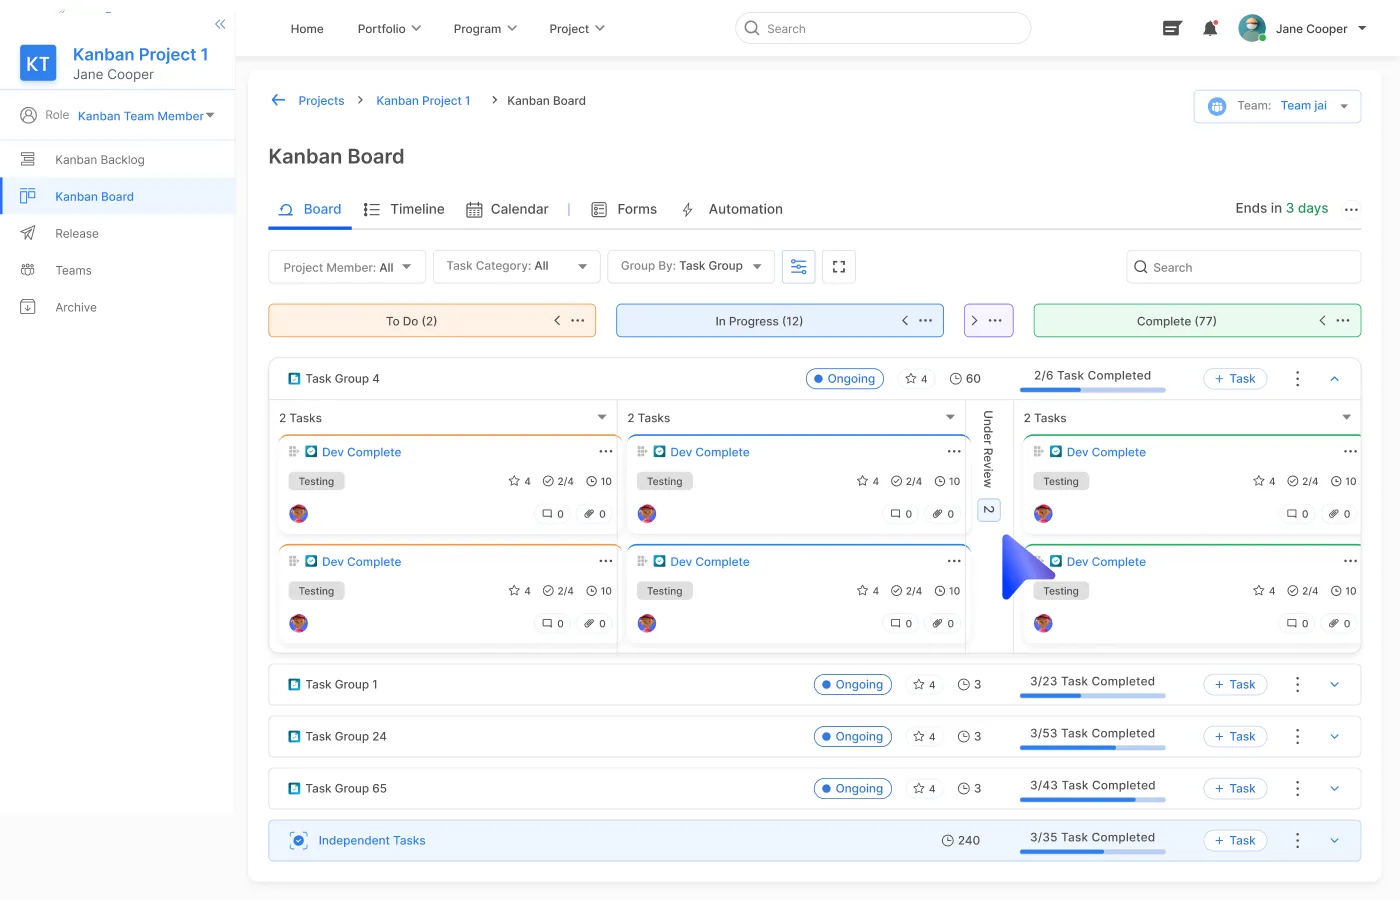 Home Portfolio Program Project Search Jane Cooper
KT Kanban Project 1
Jane Cooper
Role Kanban Team Member
Kanban Backlog
Kanban Board
Release
Teams
Archive
Projects > Kanban Project 1 > Kanban Board
Team: Team jai
Kanban Board
Board Timeline Calendar | Forms Automation Ends in 3 days ...
Project Member: All Task Category: All Group By: Task Group Search
To Do (2) In Progress (12) Complete (77)
Task Group 4 Ongoing 4 60 2/6 Task Completed + Task
2 Tasks 2 Tasks Under Review 2 2 Tasks
Dev Complete Dev Complete Dev Complete
Testing 4 2/4 10 Testing 4 2/4 10 Testing 4 2/4 10
0 0 0 0 0 0
Dev Complete Dev Complete Dev Complete
Testing 4 2/4 10 Testing 4 2/4 10 Testing 4 2/4 10
0 0 0 0 0 0
Task Group 1 Ongoing 4 3 3/23 Task Completed + Task
Task Group 24 Ongoing 4 3 3/53 Task Completed + Task
Task Group 65 Ongoing 4 3 3/43 Task Completed + Task
Independent Tasks 240 3/35 Task Completed + Task